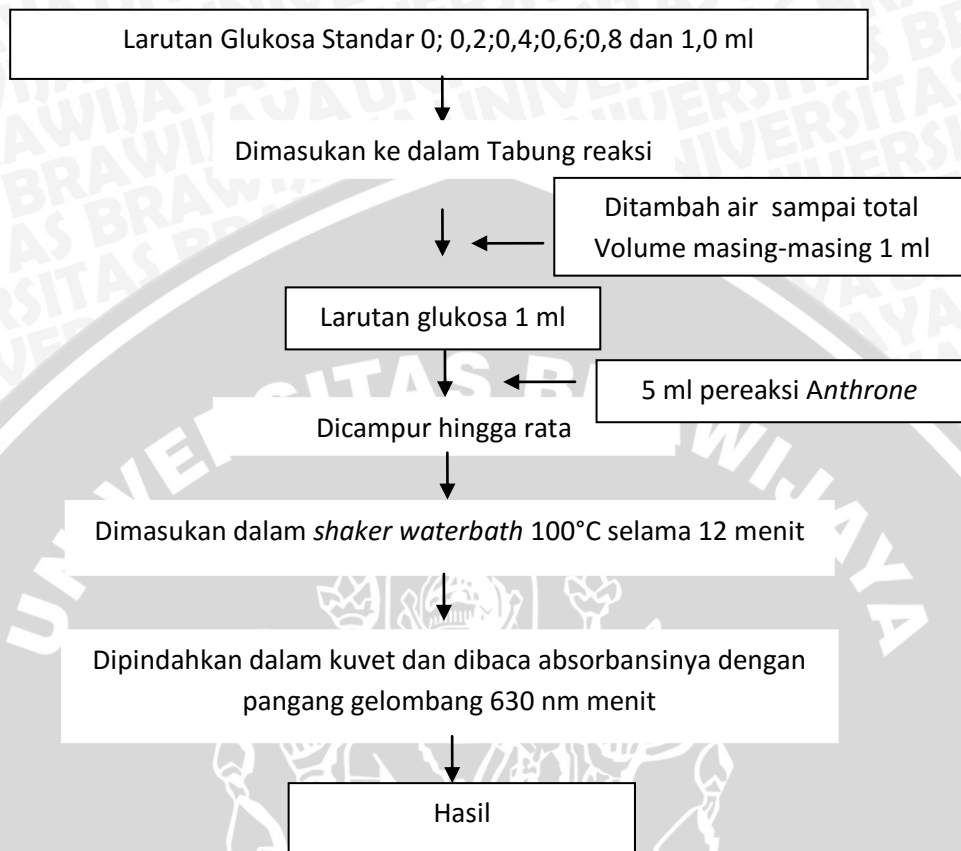 Larutan Glukosa Standar 0; 0,2;0,4;0,6;0,8 dan 1,0 ml
Dimasukan ke dalam Tabung reaksi
Ditambah air sampai total
Volume masing-masing 1 ml
Larutan glukosa 1 ml
5 ml pereaksi Anthrone
Dicampur hingga rata
Dimasukan dalam shaker waterbath 100°C selama 12 menit
Dipindahkan dalam kuvet dan dibaca absorbansinya dengan
pangang gelombang 630 nm menit
Hasil